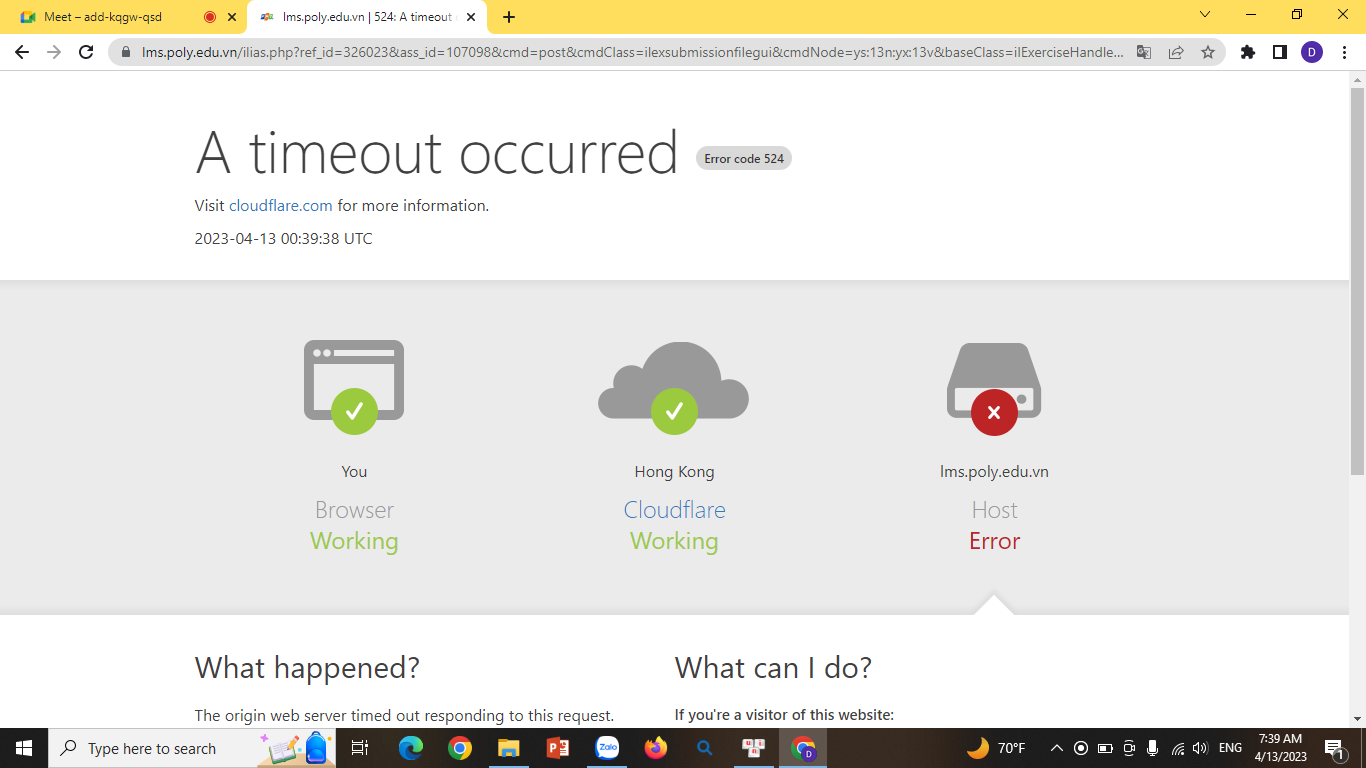 Meet – add-kqgw-qsd
lms.poly.edu.vn | 524: A timeout
lms.poly.edu.vn/ilias.php?ref_id=326023&ass_id=107098&cmd=post&cmdClass=ilexsubmissionfilegui&cmdNode=ys:13n:yx:13v&baseClass=ilExerciseHandle...
D
A timeout occurred
Error code 524
Visit cloudflare.com for more information.
2023-04-13 00:39:38 UTC
You
Browser
Working
Hong Kong
Cloudflare
Working
lms.poly.edu.vn
Host
Error
What happened?
The origin web server timed out responding to this request.
What can I do?
If you're a visitor of this website:
Type here to search
Zalo
D
70°F
ENG
7:39 AM
4/13/2023
1